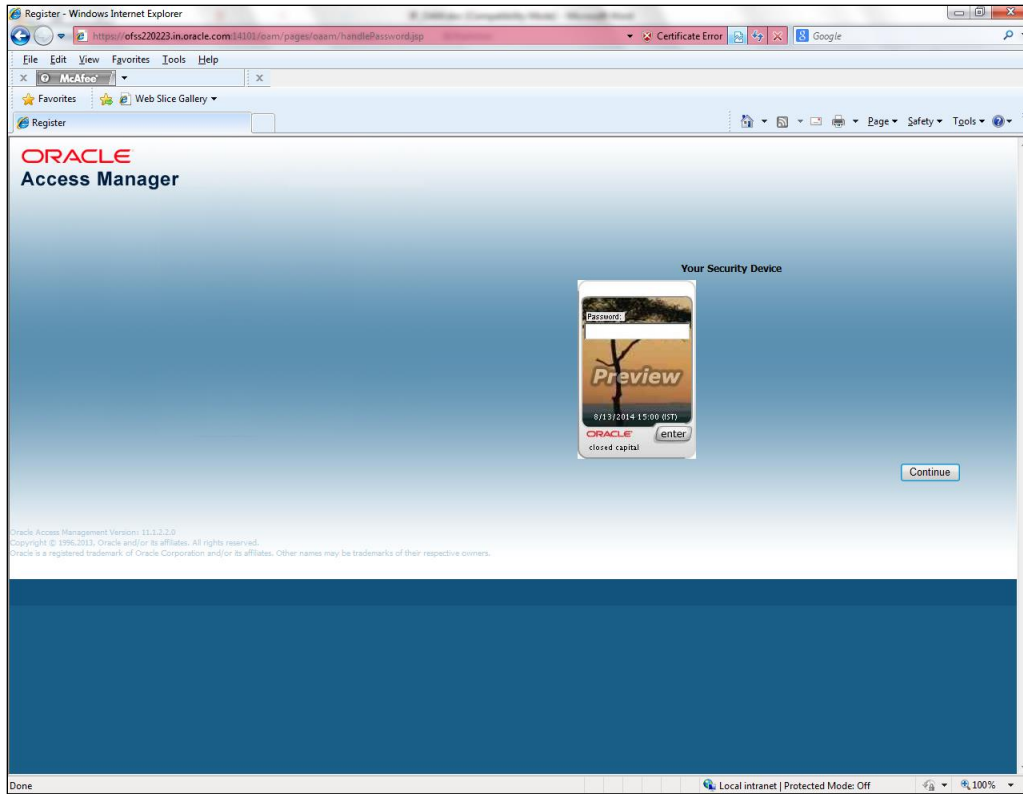 Register - Windows Internet Explorer
https://ofss220223.in.oracle.com:14101/oam/pages/oaam/handlePassword.jsp
Certificate Error
Google
File Edit View Favorites Tools Help
x McAfee x
Favorites Web Slice Gallery
Register
Page Safety Tools
ORACLE
Access Manager
Your Security Device
Password:
Preview
8/13/2014 15:00 (IST)
ORACLE enter
closed capital
Continue
Oracle Access Management Version: 11.1.2.2.0
Copyright © 1996,2013, Oracle and/or its affiliates. All rights reserved.
Oracle is a registered trademark of Oracle Corporation and/or its affiliates. Other names may be trademarks of their respective owners.
Done
Local intranet | Protected Mode: Off
100%